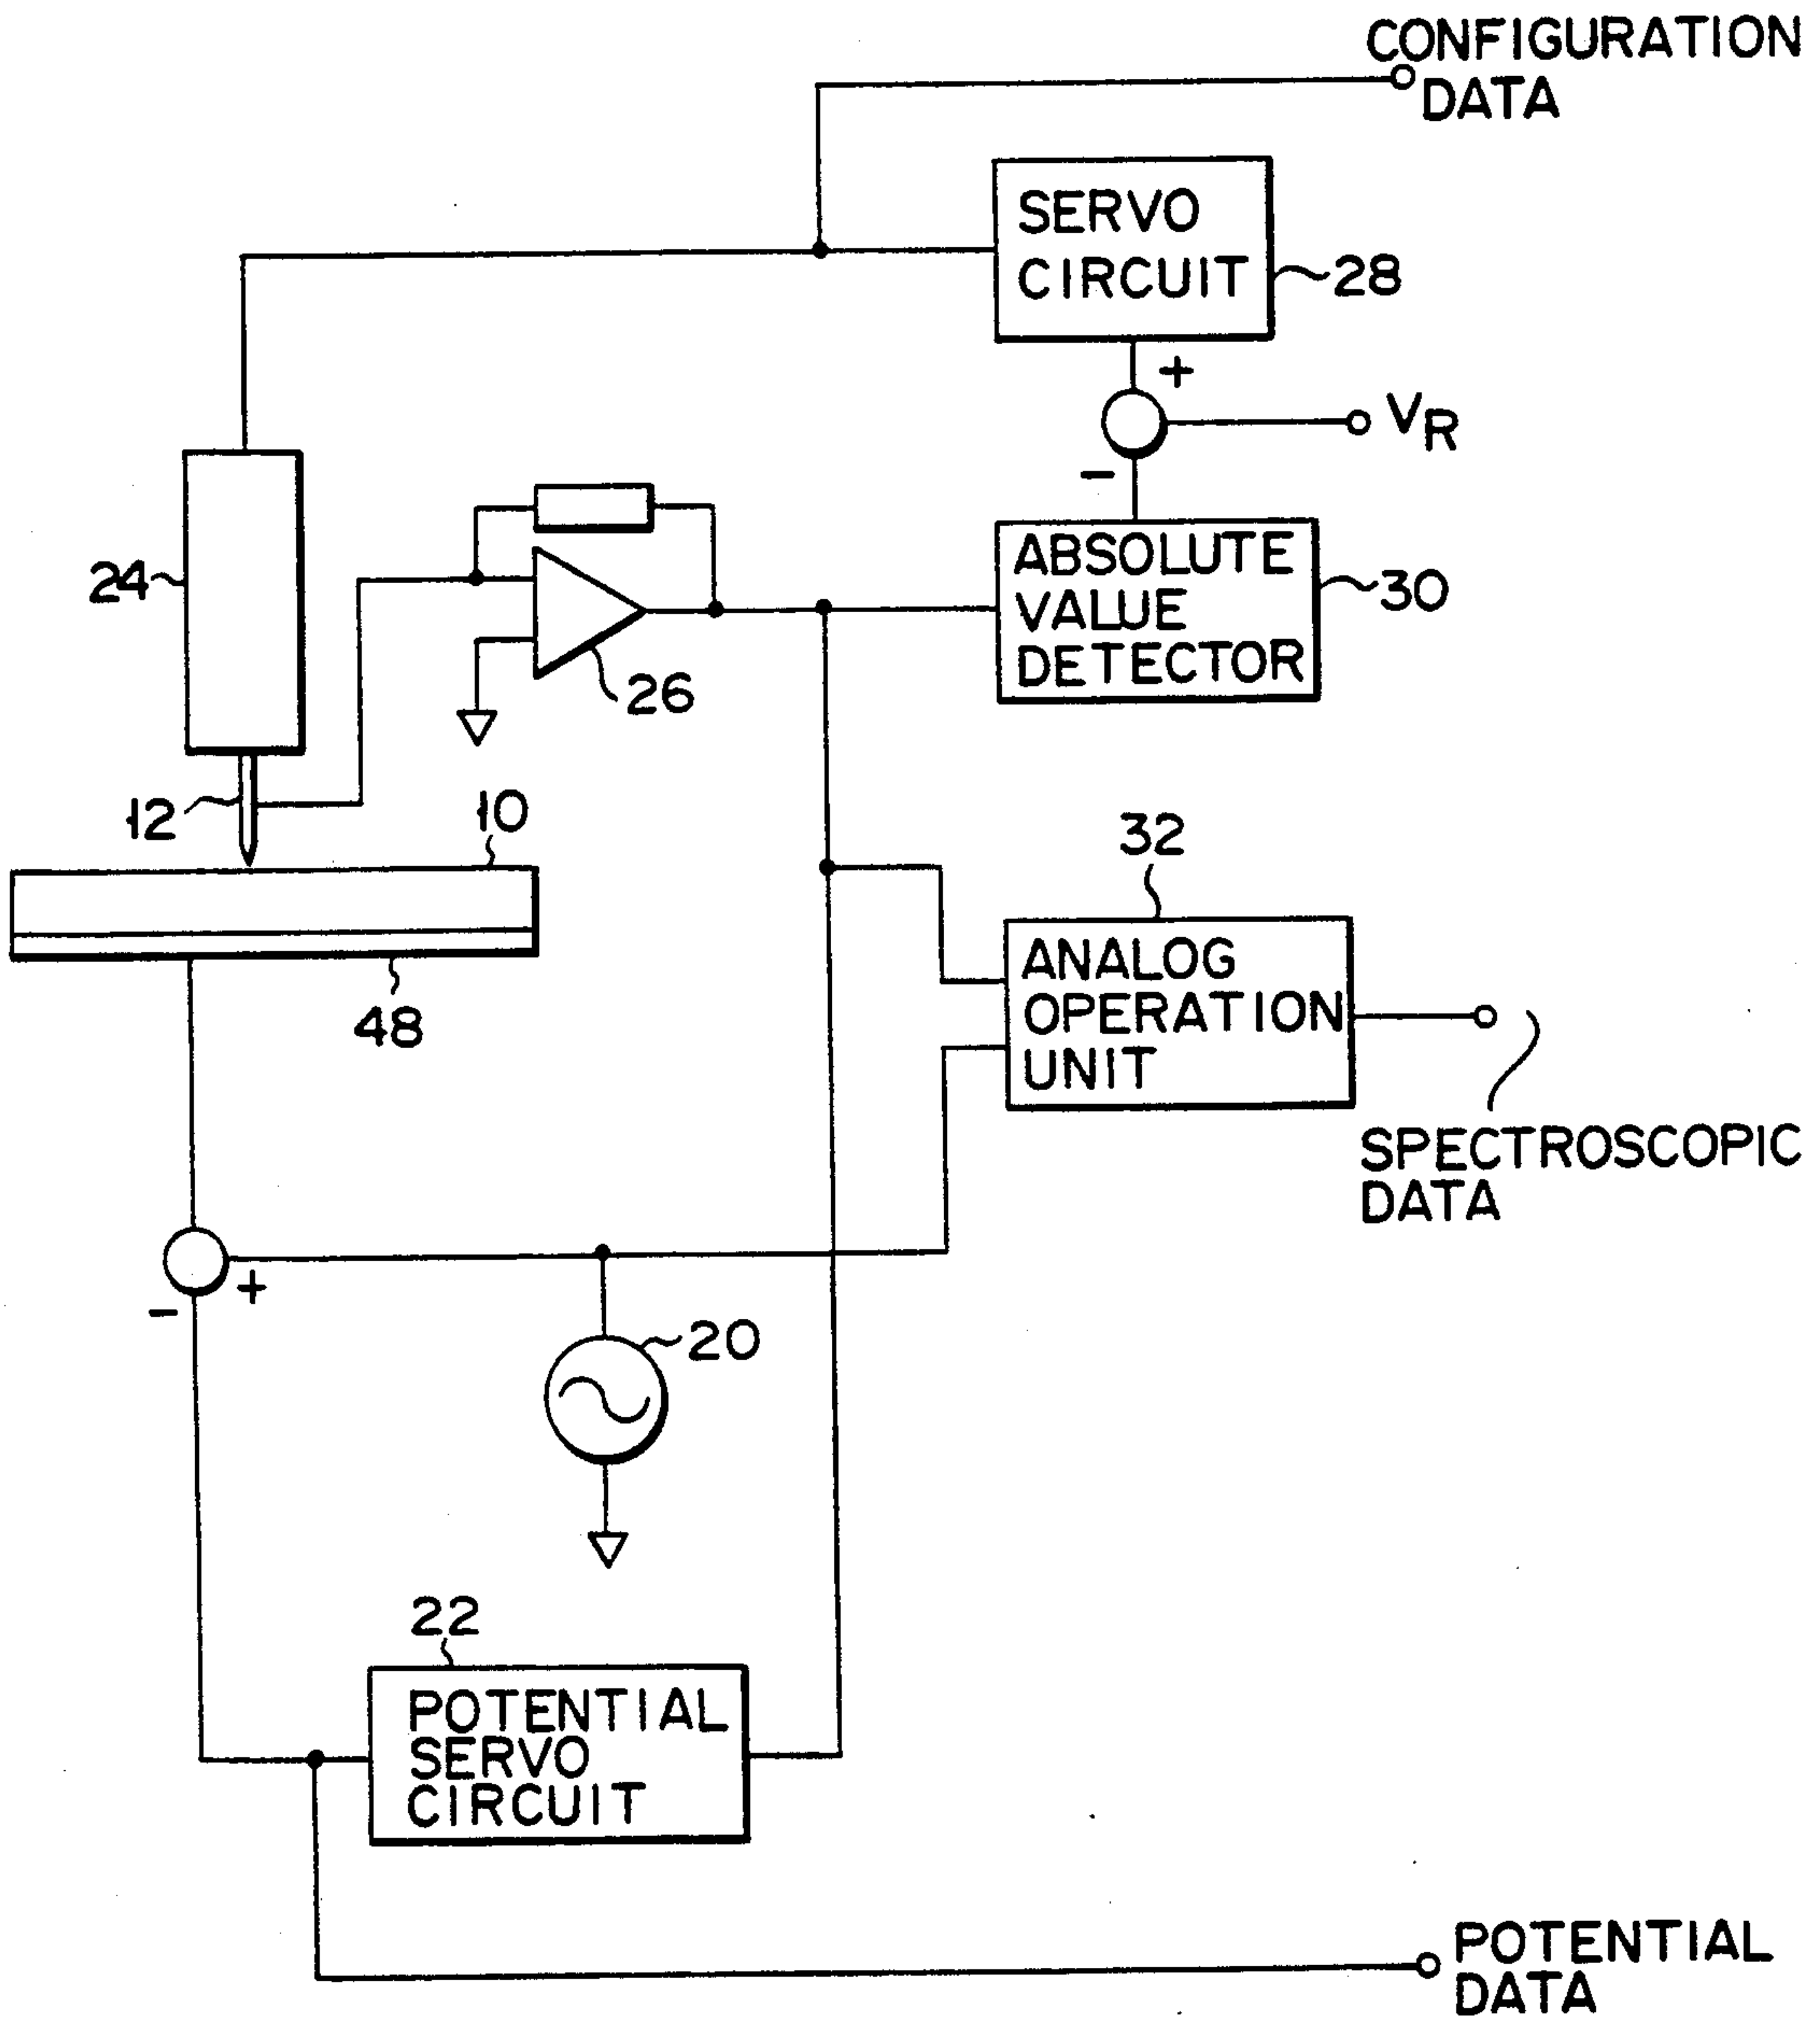 CONFIGURATION
DATA
SERVO
CIRCUIT
28
+
VR
-
24
ABSOLUTE
VALUE
DETECTOR
30
26
12
10
32
48
ANALOG
OPERATION
UNIT
SPECTROSCOPIC
DATA
+
-
20
22
POTENTIAL
SERVO
CIRCUIT
POTENTIAL
DATA